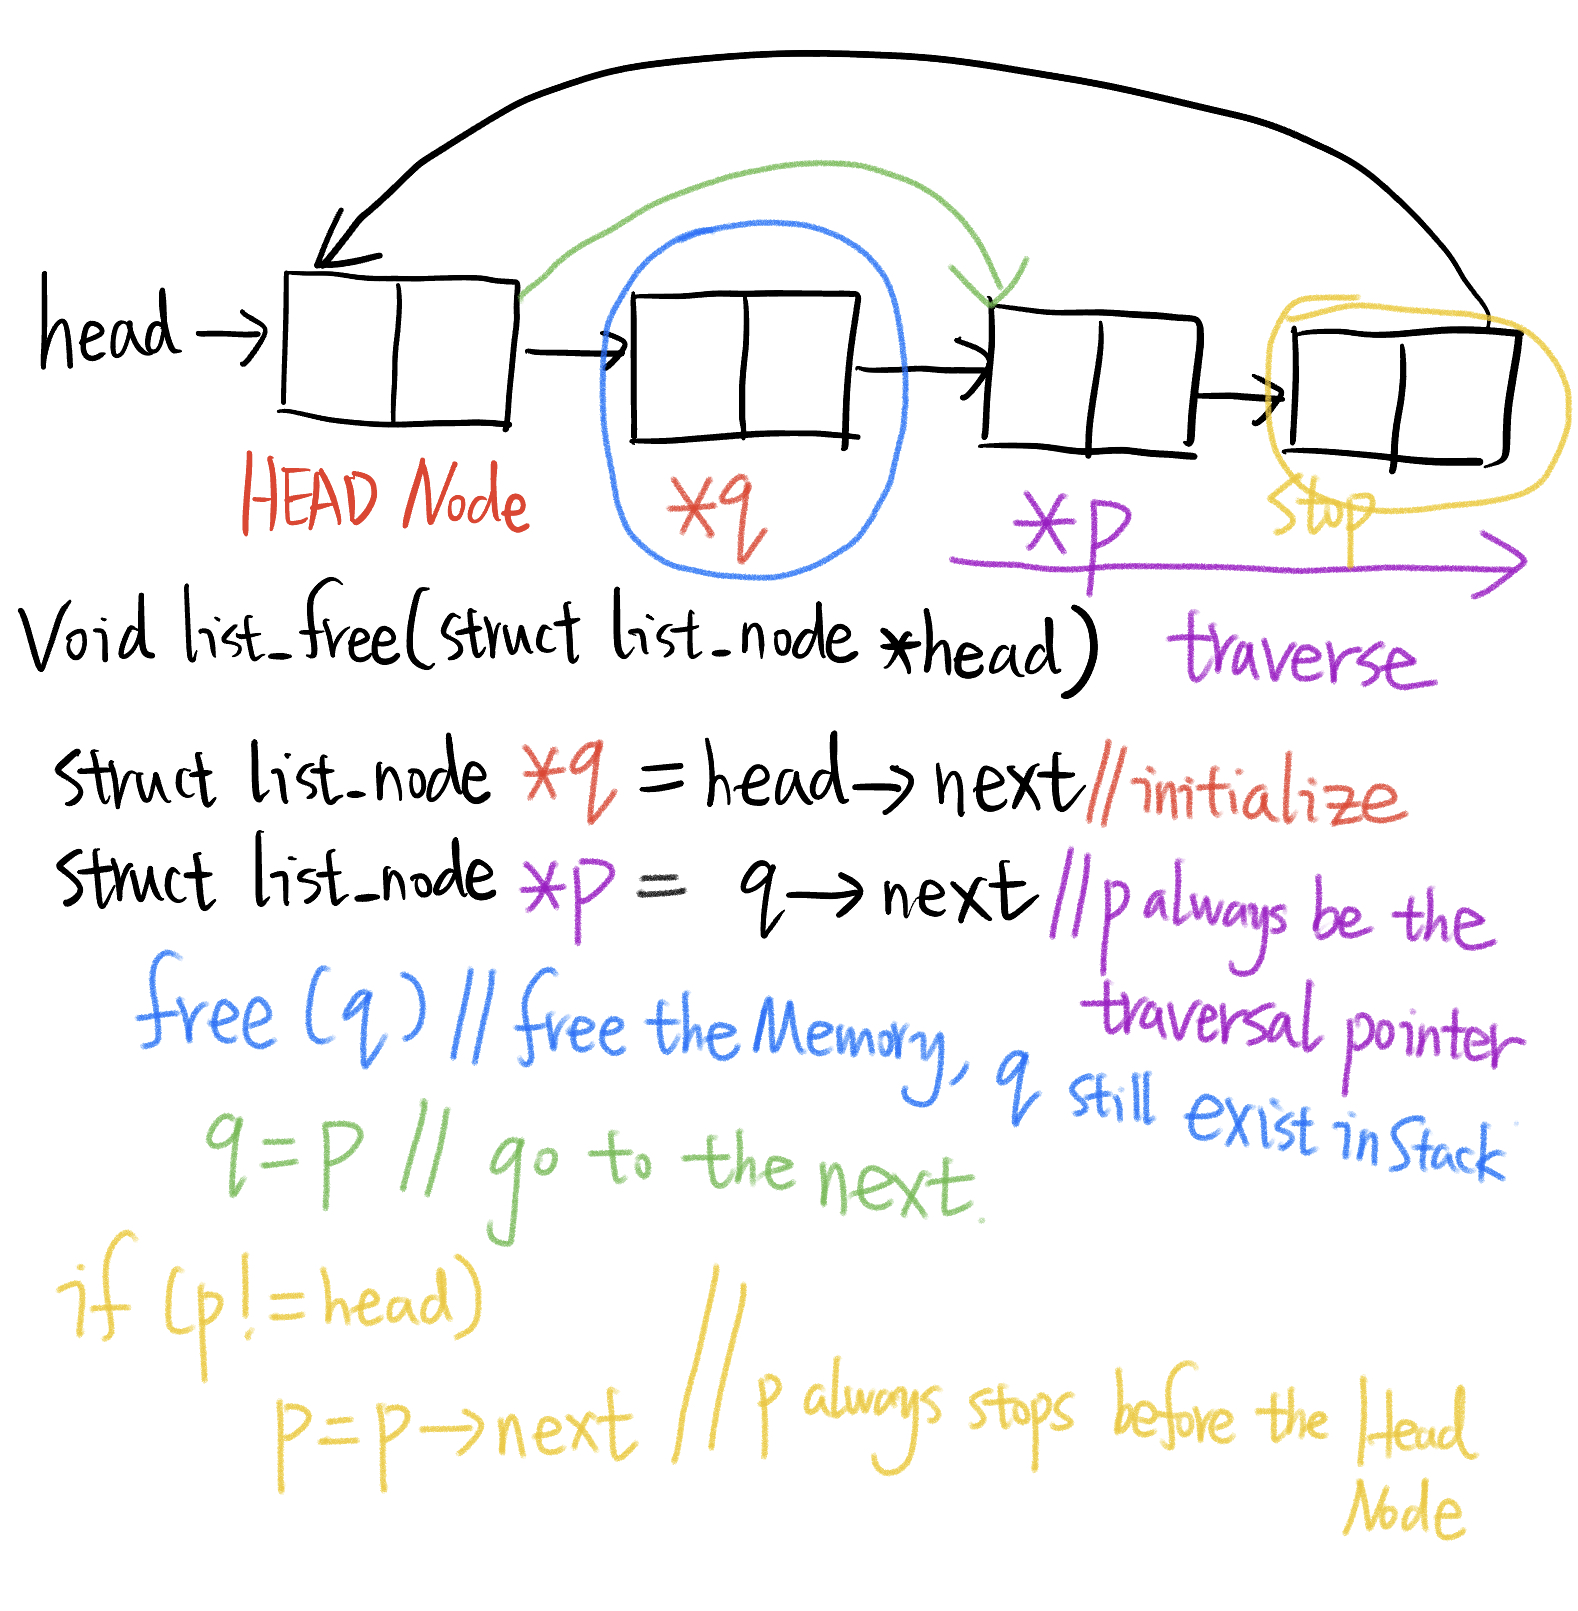 head →
HEAD Node
*q
*p
stop
Void list_free(struct list_node *head)
traverse
struct list_node *q = head→next //initialize
struct list_node *p = q→next //p always be the
traversal pointer
free (q) // free the Memory, q still exist in Stack
q=p // go to the next.
if (p!=head)
p=p→next // p always stops before the Head
Node